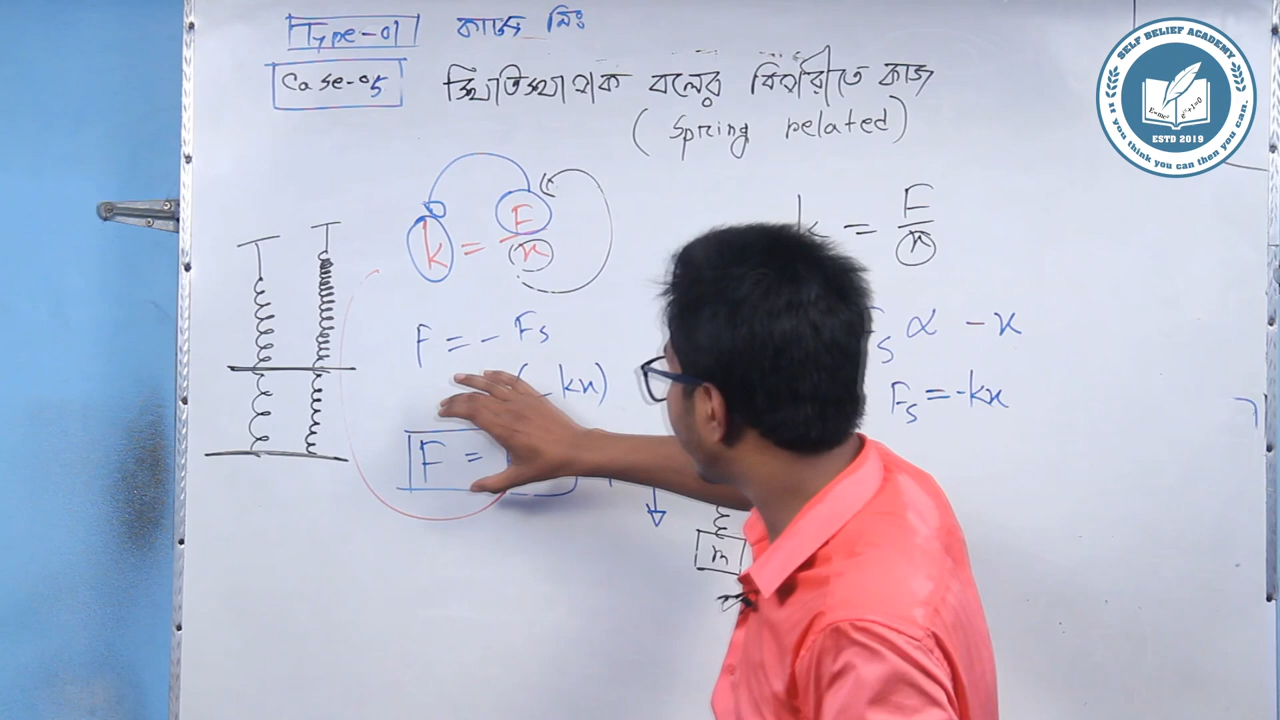 Type-01 কাজ নিঃ
Case-05 স্থিতিস্থাপক বলের বিপরীতে কাজ
(Spring related)
k = F/x
k = F/x
F = - Fs
Fs ∝ -x
(-kx)
Fs = -kx
F =
m
SELF BELIEF ACADEMY
ESTD 2019
If you think you can then you can.